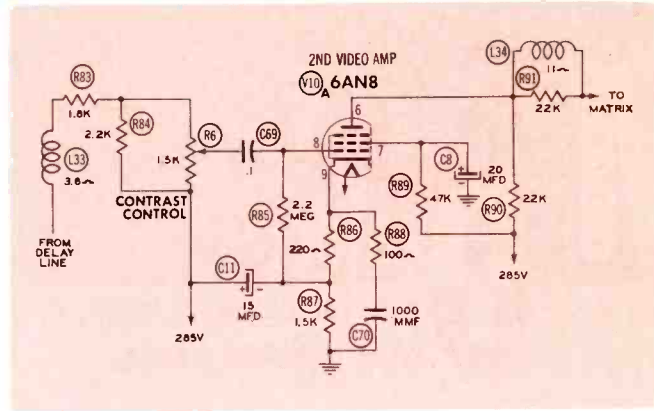 2ND VIDEO AMP
V10 A 6AN8
L34
11~
R91
22K
TO MATRIX
R83
1.8K
R84
2.2K
R6
1.5K
CONTRAST CONTROL
C69
.1
6
8
7
9
L33
3.8~
FROM DELAY LINE
R85
2.2 MEG
R86
220~
R88
100~
R89
47K
C8
20 MFD
R90
22K
285V
C11
15 MFD
R87
1.5K
1000 MMF
C70
285V